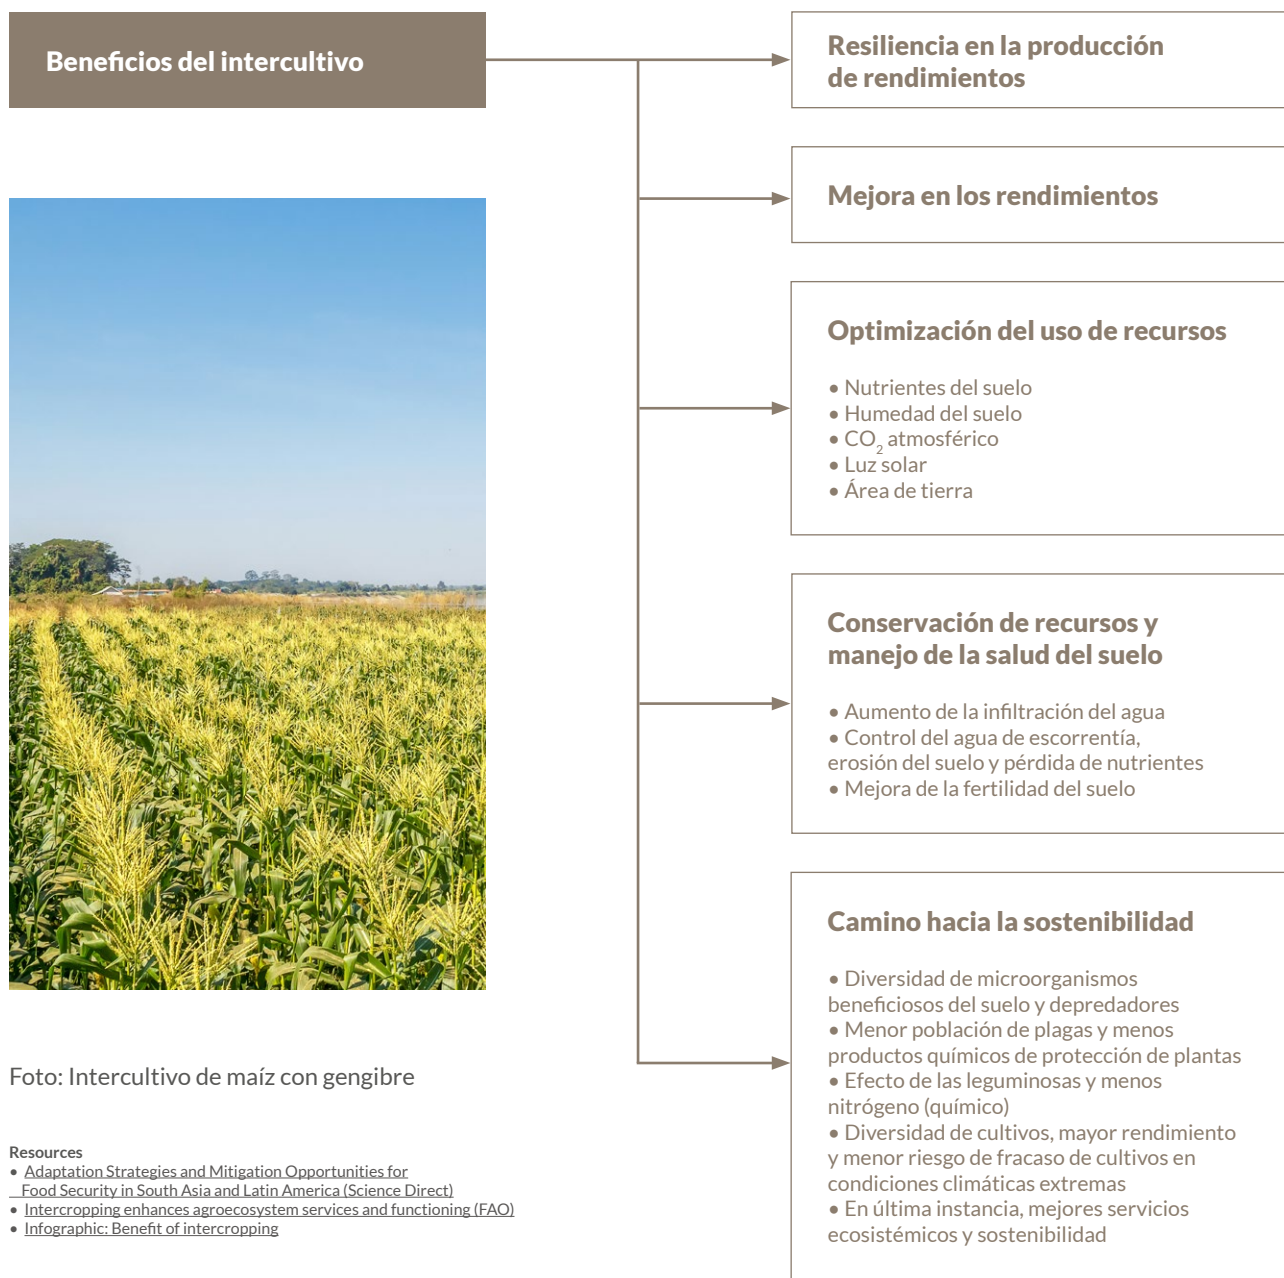 Beneficios del intercultivo
Resiliencia en la producción
de rendimientos
Mejora en los rendimientos
Optimización del uso de recursos
• Nutrientes del suelo
• Humedad del suelo
• CO₂ atmosférico
• Luz solar
• Área de tierra
Conservación de recursos y
manejo de la salud del suelo
• Aumento de la infiltración del agua
• Control del agua de escorrentía,
erosión del suelo y pérdida de nutrientes
• Mejora de la fertilidad del suelo
Camino hacia la sostenibilidad
• Diversidad de microorganismos
beneficiosos del suelo y depredadores
• Menor población de plagas y menos
productos químicos de protección de plantas
• Efecto de las leguminosas y menos
nitrógeno (químico)
• Diversidad de cultivos, mayor rendimiento
y menor riesgo de fracaso de cultivos en
condiciones climáticas extremas
• En última instancia, mejores servicios
ecosistémicos y sostenibilidad
Foto: Intercultivo de maíz con gengibre
Resources
• Adaptation Strategies and Mitigation Opportunities for
Food Security in South Asia and Latin America (Science Direct)
• Intercropping enhances agroecosystem services and functioning (FAO)
• Infographic: Benefit of intercropping